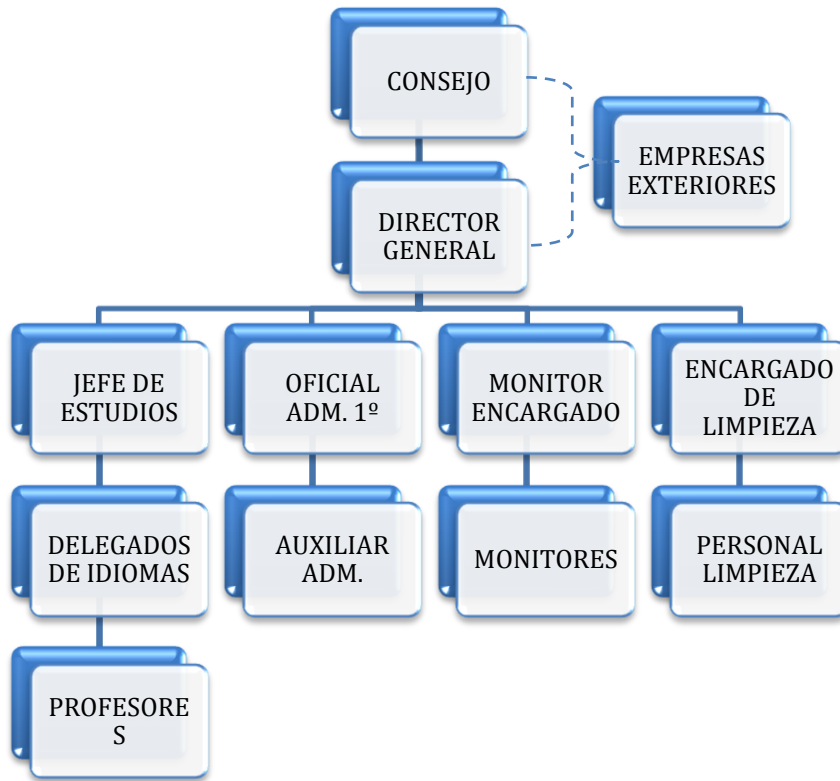 CONSEJO
EMPRESAS
EXTERIORES
DIRECTOR
GENERAL
JEFE DE
ESTUDIOS
OFICIAL
ADM. 1º
MONITOR
ENCARGADO
ENCARGADO
DE
LIMPIEZA
DELEGADOS
DE IDIOMAS
AUXILIAR
ADM.
MONITORES
PERSONAL
LIMPIEZA
PROFESORE
S